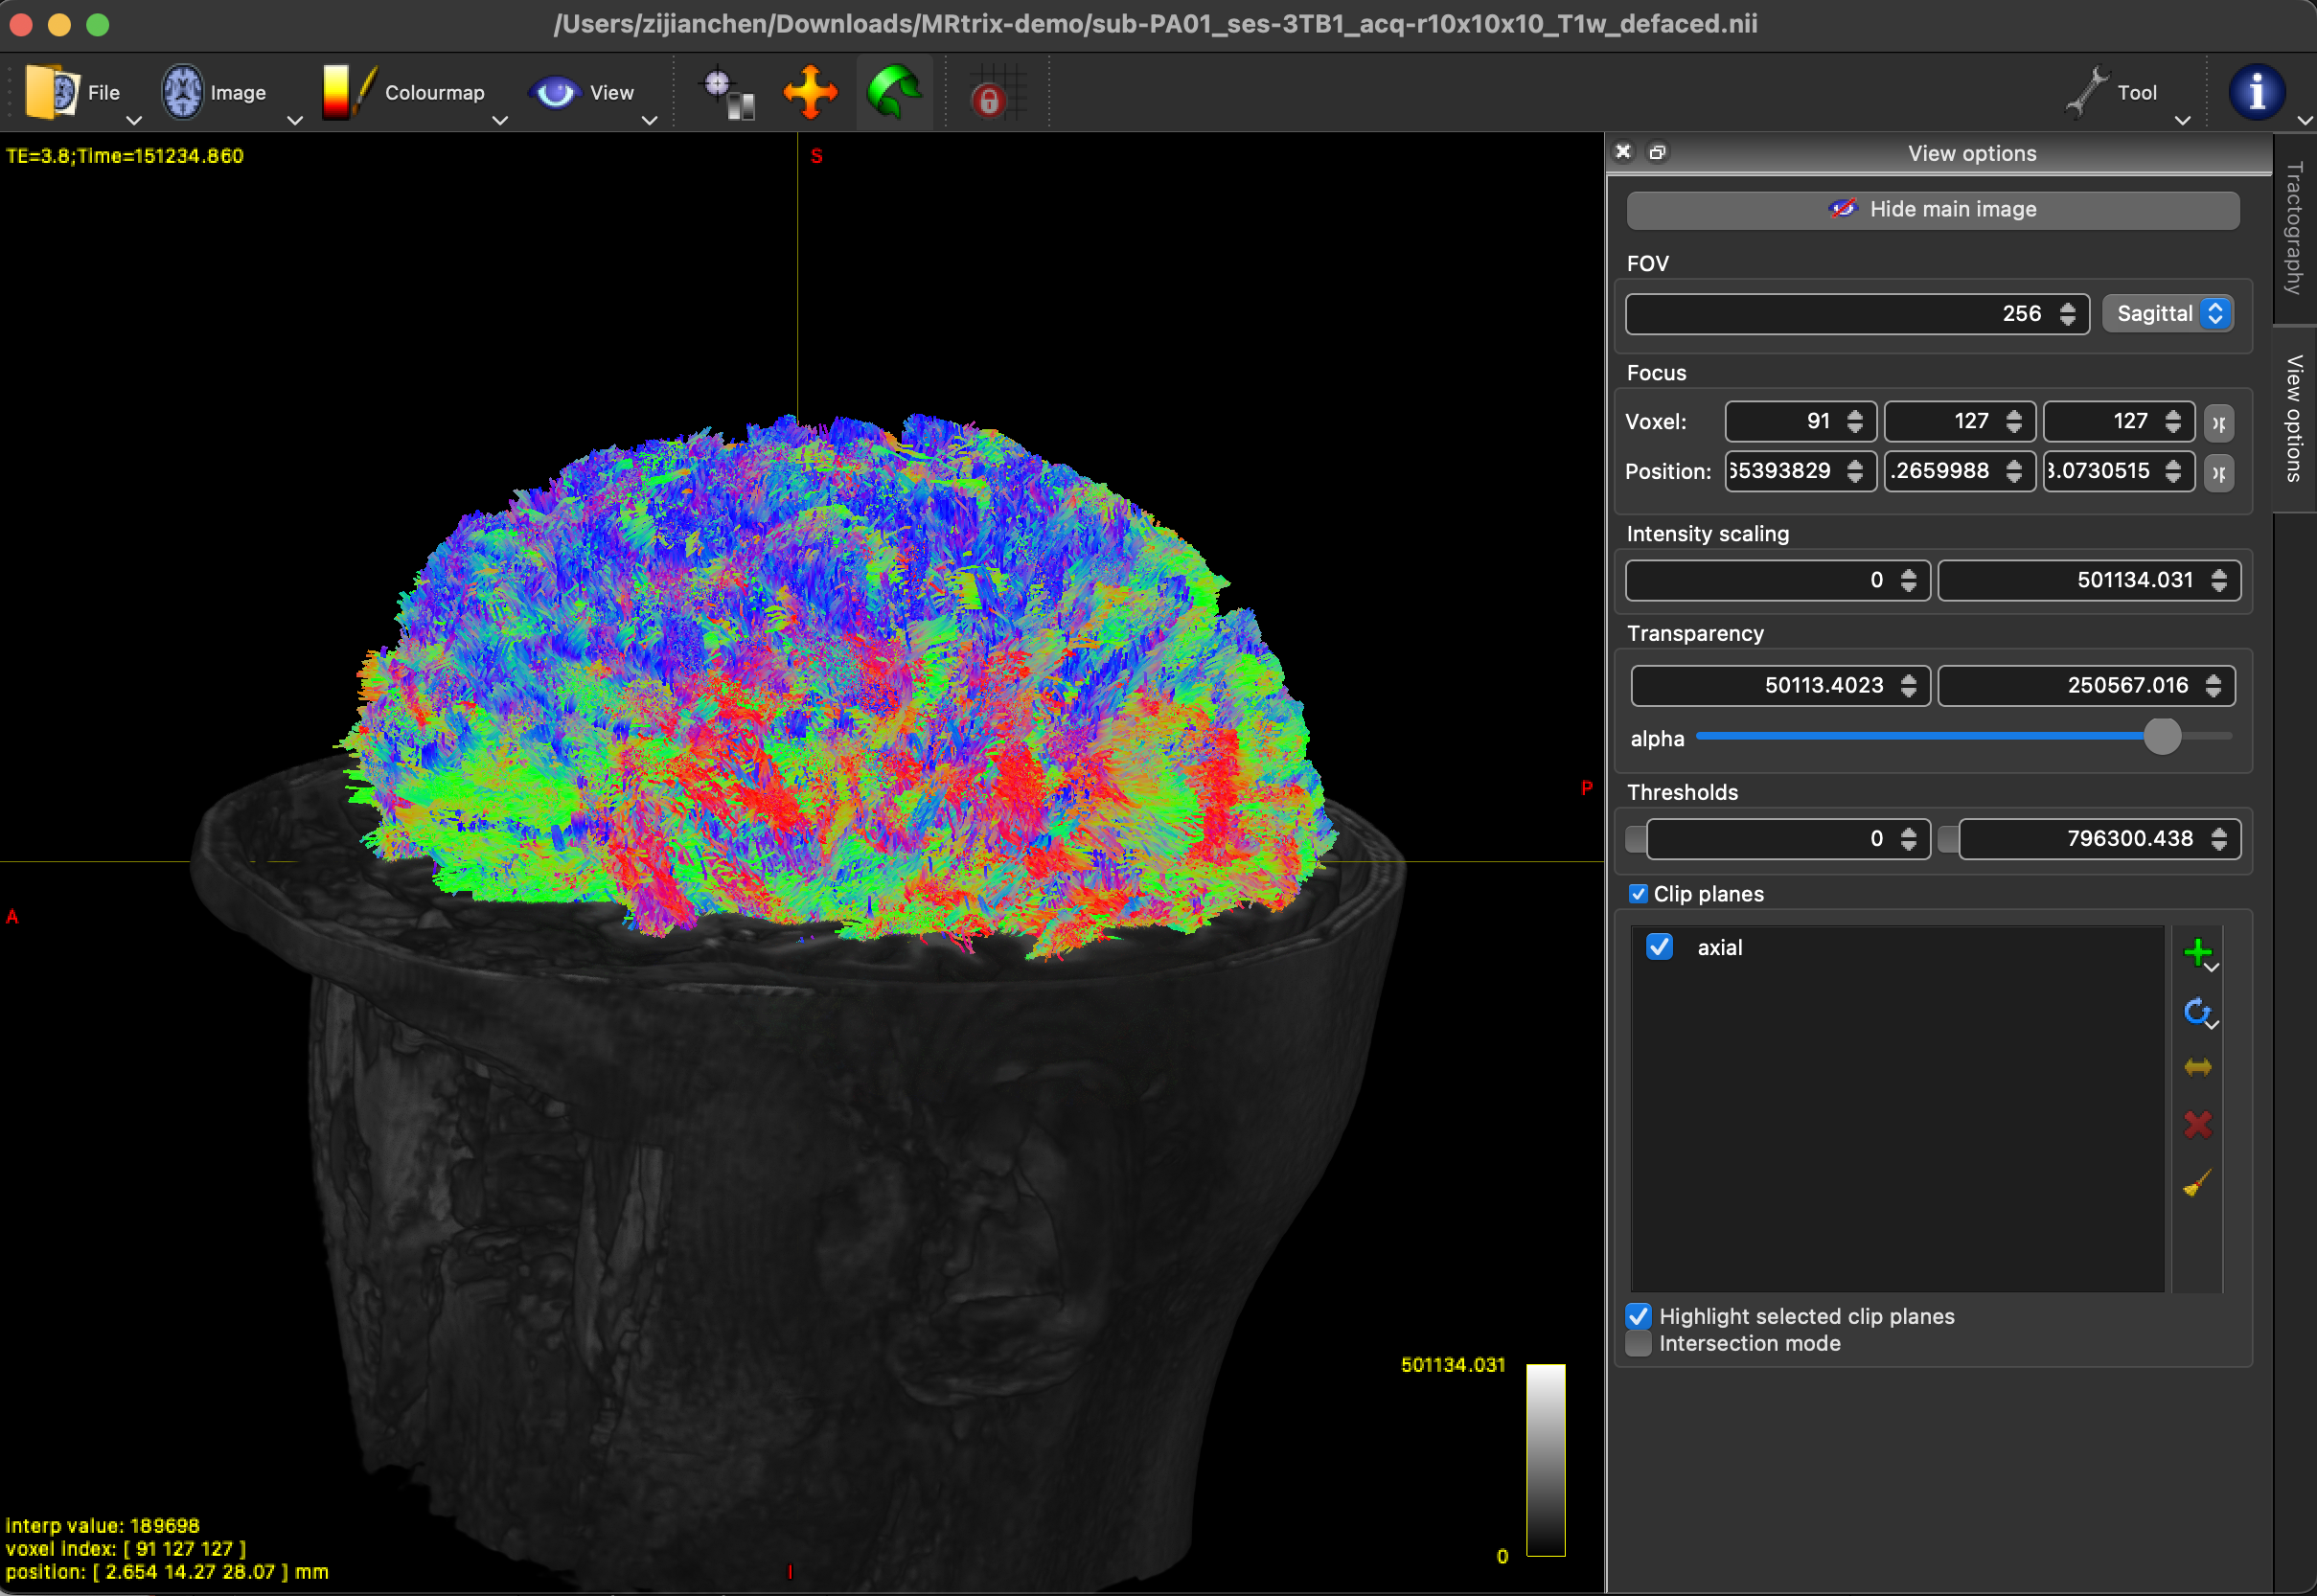 /Users/zijianchen/Downloads/MRtrix-demo/sub-PA01_ses-3TB1_acq-r10x10x10_T1w_defaced.nii
File Image Colourmap View Tool
TE=3.8;Time=151234.860
S
View options
Hide main image
FOV
256 Sagittal
Focus
Voxel: 91 127 127
Position: 65393829 .2659988 3.0730515
Intensity scaling
0 501134.031
Transparency
50113.4023 250567.016
alpha
Thresholds
0 796300.438
Clip planes
axial
Highlight selected clip planes
Intersection mode
Tractography
View options
P
A
501134.031
0
interp value: 189698
voxel index: [ 91 127 127 ]
position: [ 2.654 14.27 28.07 ] mm
I